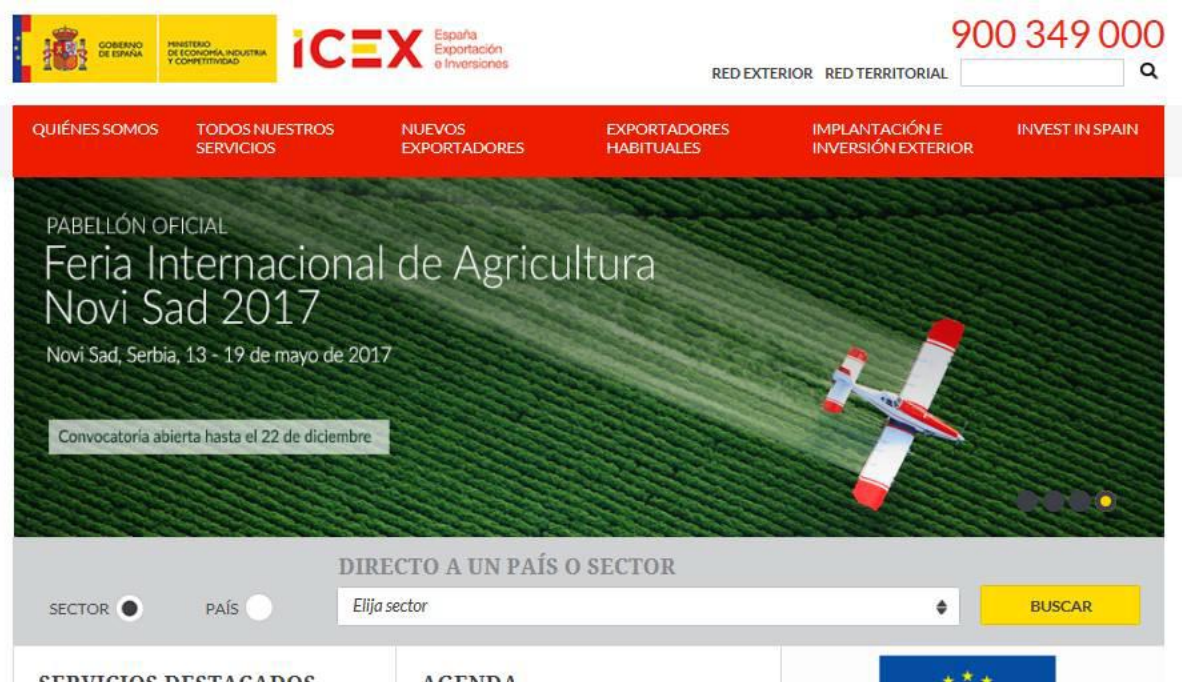 GOBIERNO
DE ESPAÑA
MINISTERIO
DE ECONOMÍA, INDUSTRIA
Y COMPETITIVIDAD
icex
España
Exportación
e Inversiones
900 349 000
RED EXTERIOR RED TERRITORIAL
QUIÉNES SOMOS
TODOS NUESTROS
SERVICIOS
NUEVOS
EXPORTADORES
EXPORTADORES
HABITUALES
IMPLANTACIÓN E
INVERSIÓN EXTERIOR
INVEST IN SPAIN
PABELLÓN OFICIAL
Feria Internacional de Agricultura
Novi Sad 2017
Novi Sad, Serbia, 13 - 19 de mayo de 2017
Convocatoria abierta hasta el 22 de diciembre
DIRECTO A UN PAÍS O SECTOR
SECTOR
PAÍS
Elija sector
BUSCAR
SERVICIOS DESTACADOS
AGENDA